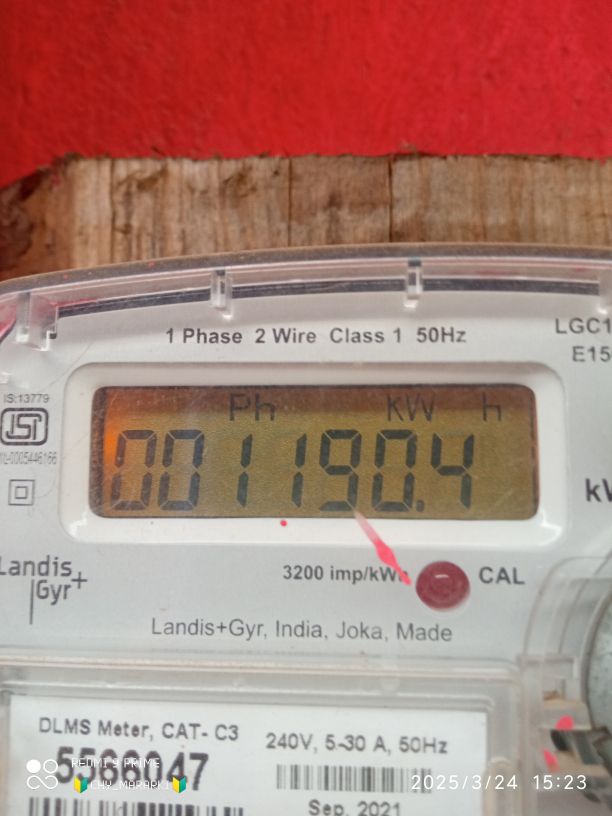 1 Phase 2 Wire Class 1 50Hz
LGC1
E15
IS:13779
Ph kW h
001190.4
Landis
Gyr+
3200 imp/kWh
CAL
Landis+Gyr, India, Joka, Made
DLMS Meter, CAT- C3
240V, 5-30 A, 50Hz
REDMI 9 PRIME
2025/3/24 15:23
Sep. 2021